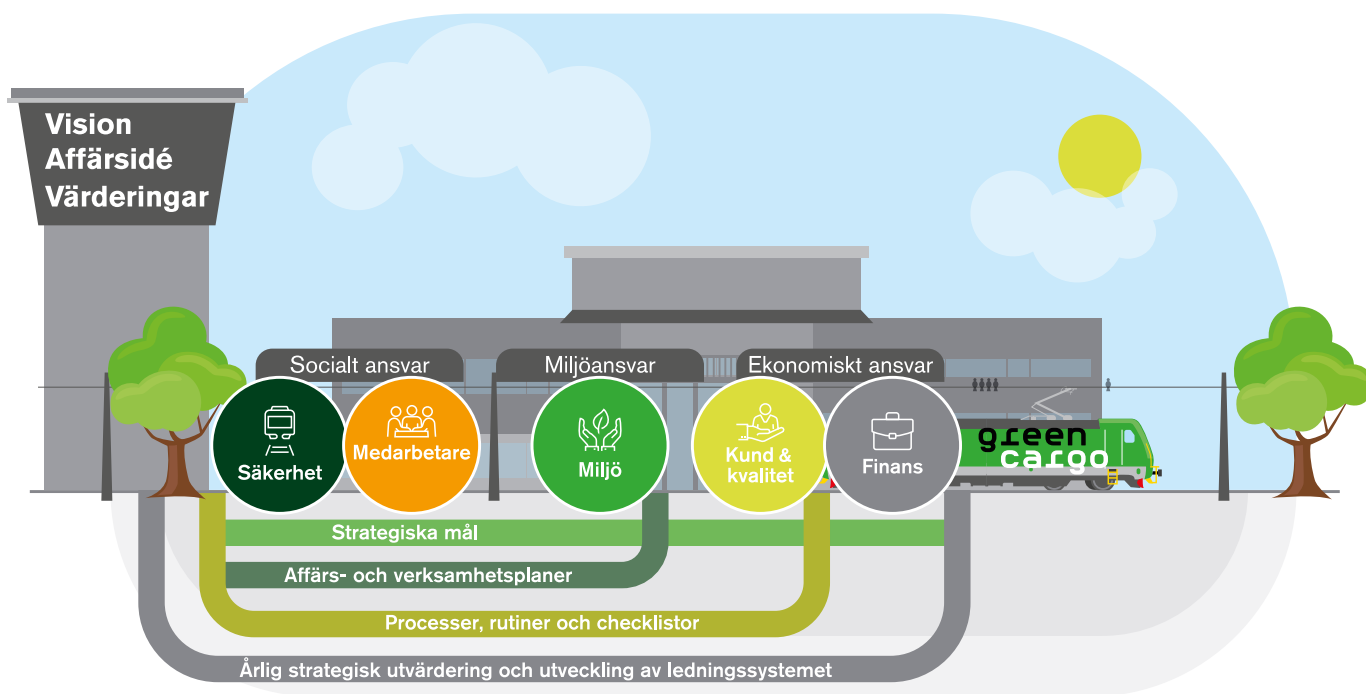 Vision
Affärsidé
Värderingar
Socialt ansvar
Miljöansvar
Ekonomiskt ansvar
Säkerhet
Medarbetare
Miljö
Kund &
kvalitet
Finans
green
cargo
Strategiska mål
Affärs- och verksamhetsplaner
Processer, rutiner och checklistor
Årlig strategisk utvärdering och utveckling av ledningssystemet